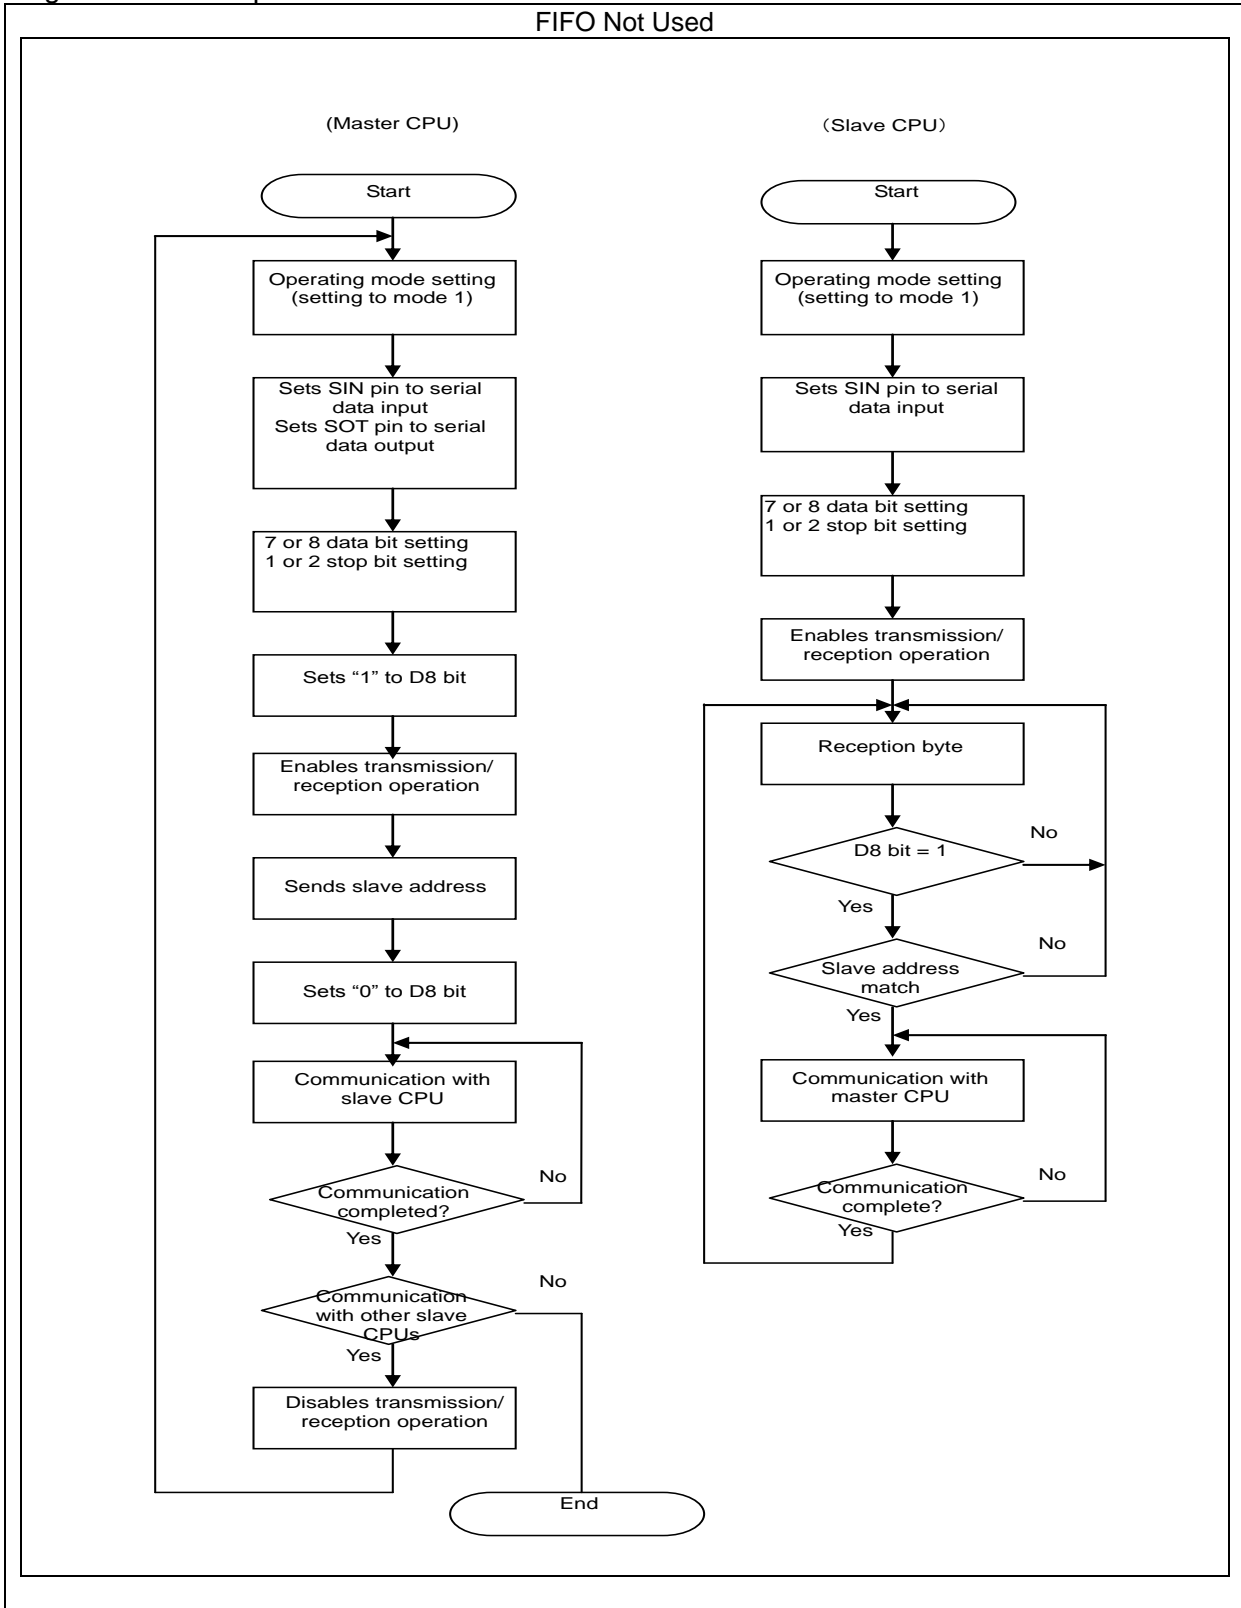 FIFO Not Used
(Master CPU)
Start
Operating mode setting
(setting to mode 1)
Sets SIN pin to serial
data input
Sets SOT pin to serial
data output
7 or 8 data bit setting
1 or 2 stop bit setting
Sets “1” to D8 bit
Enables transmission/
reception operation
Sends slave address
Sets “0” to D8 bit
Communication with
slave CPU
Communication
completed?
No
Yes
Communication
with other slave
CPUs
No
Yes
Disables transmission/
reception operation
End
（Slave CPU）
Start
Operating mode setting
(setting to mode 1)
Sets SIN pin to serial
data input
7 or 8 data bit setting
1 or 2 stop bit setting
Enables transmission/
reception operation
Reception byte
D8 bit = 1
No
Yes
Slave address
match
No
Yes
Communication with
master CPU
Communication
complete?
No
Yes